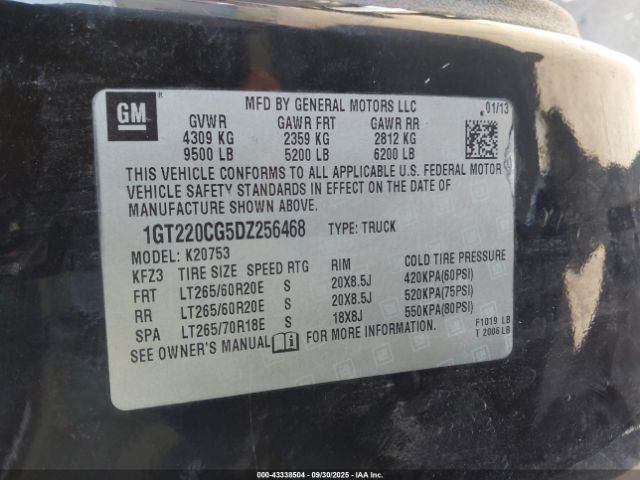 GM
MFD BY GENERAL MOTORS LLC 01/13
GVWR GAWR FRT GAWR RR
4309 KG 2359 KG 2812 KG
9500 LB 5200 LB 6200 LB
THIS VEHICLE CONFORMS TO ALL APPLICABLE U.S. FEDERAL MOTOR
VEHICLE SAFETY STANDARDS IN EFFECT ON THE DATE OF
MANUFACTURE SHOWN ABOVE.
1GT220CG5DZ256468 TYPE: TRUCK
MODEL: K20753
KFZ3 TIRE SIZE SPEED RTG RIM COLD TIRE PRESSURE
FRT LT265/60R20E S 20X8.5J 420KPA(60PSI)
RR LT265/60R20E S 20X8.5J 520KPA(75PSI)
SPA LT265/70R18E S 18X8J 550KPA(80PSI)
SEE OWNER'S MANUAL FOR MORE INFORMATION.
F1019 LB
T 2006 LB
© 43338504 - 09/30/2025 - IAA Inc.